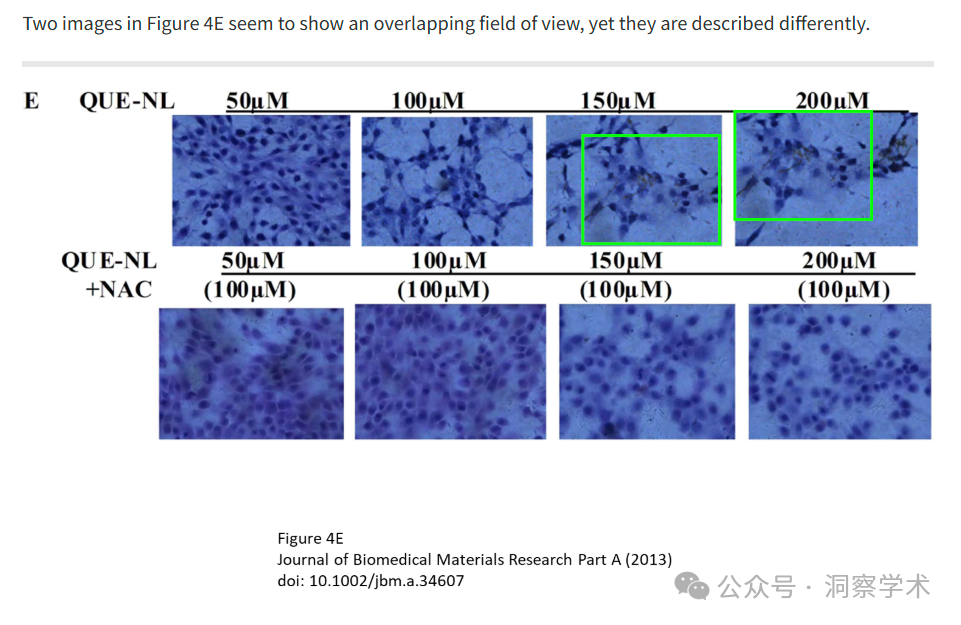 Two images in Figure 4E seem to show an overlapping field of view, yet they are described differently.
E QUE-NL 50μM 100μM 150μM 200μM
QUE-NL 50μM 100μM 150μM 200μM
+NAC (100μM) (100μM) (100μM) (100μM)
Figure 4E
Journal of Biomedical Materials Research Part A (2013)
doi: 10.1002/jbm.a.34607
公众号 · 洞察学术